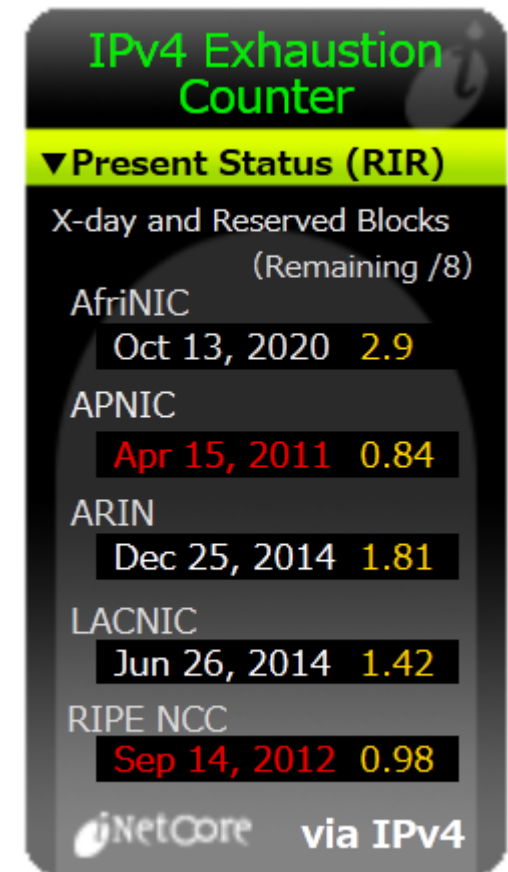 IPv4 Exhaustion
Counter
▼Present Status (RIR)
X-day and Reserved Blocks
(Remaining /8)
AfriNIC
Oct 13, 2020 2.9
APNIC
Apr 15, 2011 0.84
ARIN
Dec 25, 2014 1.81
LACNIC
Jun 26, 2014 1.42
RIPE NCC
Sep 14, 2012 0.98
iNetCore via IPv4